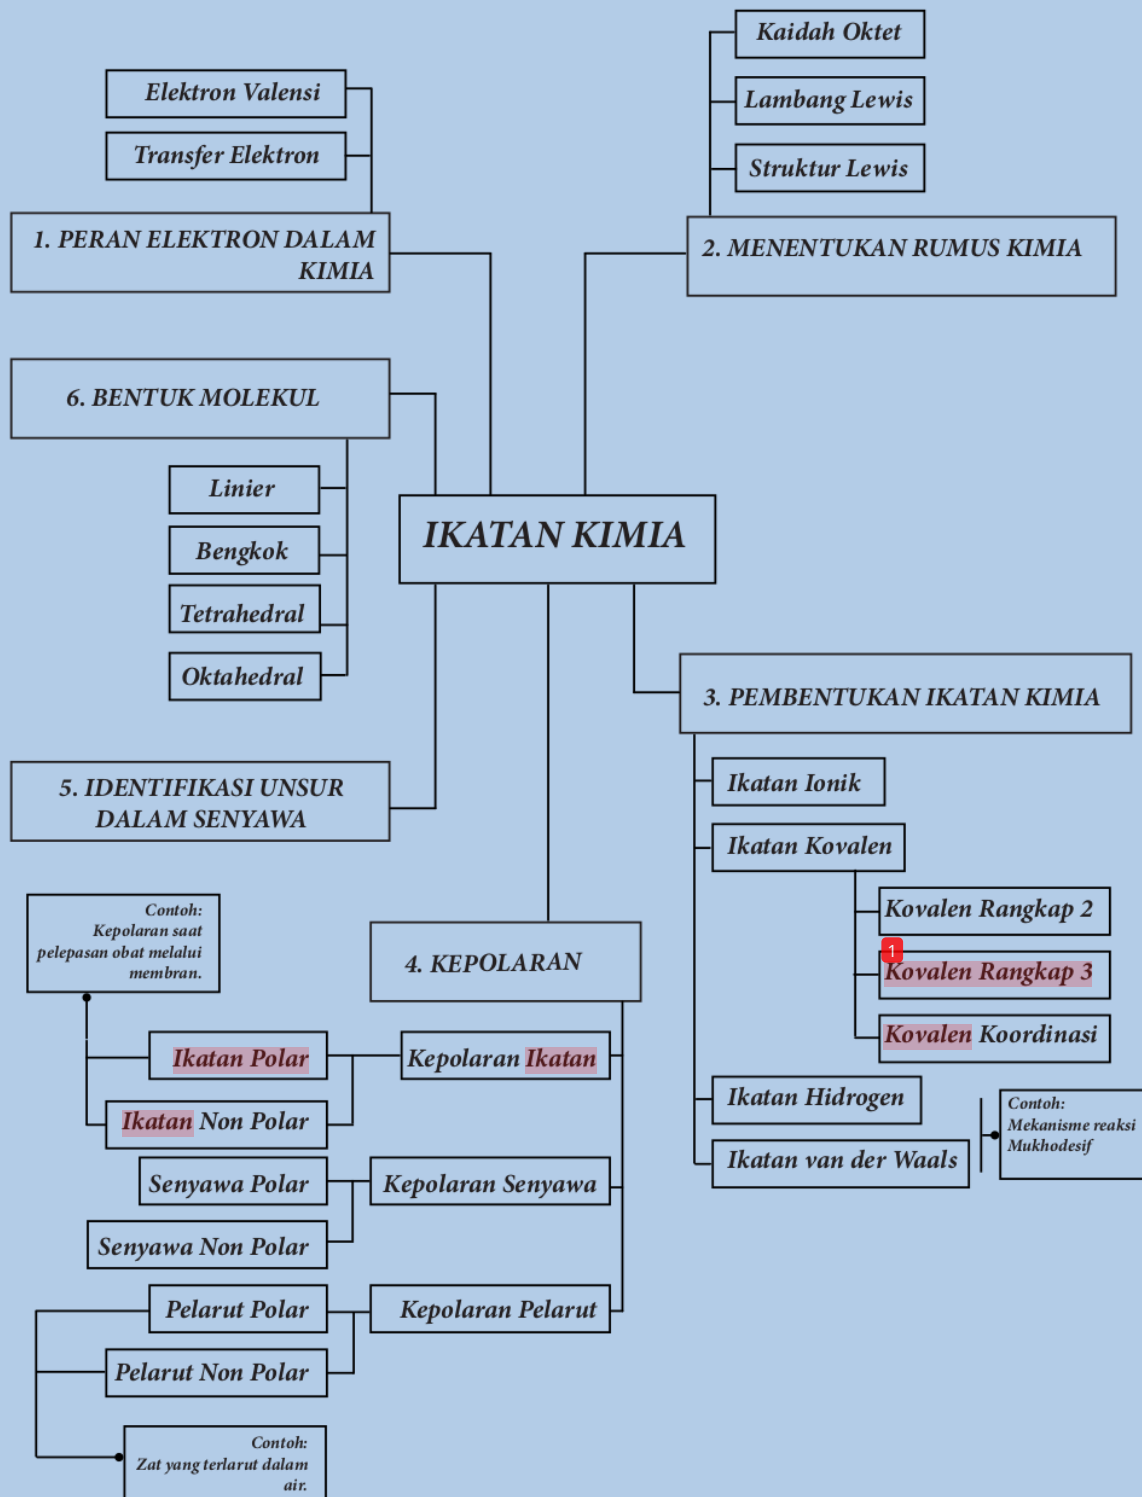 Kaidah Oktet
Lambang Lewis
Struktur Lewis
Elektron Valensi
Transfer Elektron
1. PERAN ELEKTRON DALAM
KIMIA
2. MENENTUKAN RUMUS KIMIA
6. BENTUK MOLEKUL
Linier
Bengkok
Tetrahedral
Oktahedral
IKATAN KIMIA
3. PEMBENTUKAN IKATAN KIMIA
Ikatan Ionik
Ikatan Kovalen
Kovalen Rangkap 2
1
Kovalen Rangkap 3
Kovalen Koordinasi
Ikatan Hidrogen
Ikatan van der Waals
Contoh:
Mekanisme reaksi
Mukhodesif
5. IDENTIFIKASI UNSUR
DALAM SENYAWA
4. KEPOLARAN
Contoh:
Kepolaran saat
pelepasan obat melalui
membran.
Ikatan Polar
Kepolaran Ikatan
Ikatan Non Polar
Senyawa Polar
Kepolaran Senyawa
Senyawa Non Polar
Pelarut Polar
Kepolaran Pelarut
Pelarut Non Polar
Contoh:
Zat yang terlarut dalam
air.